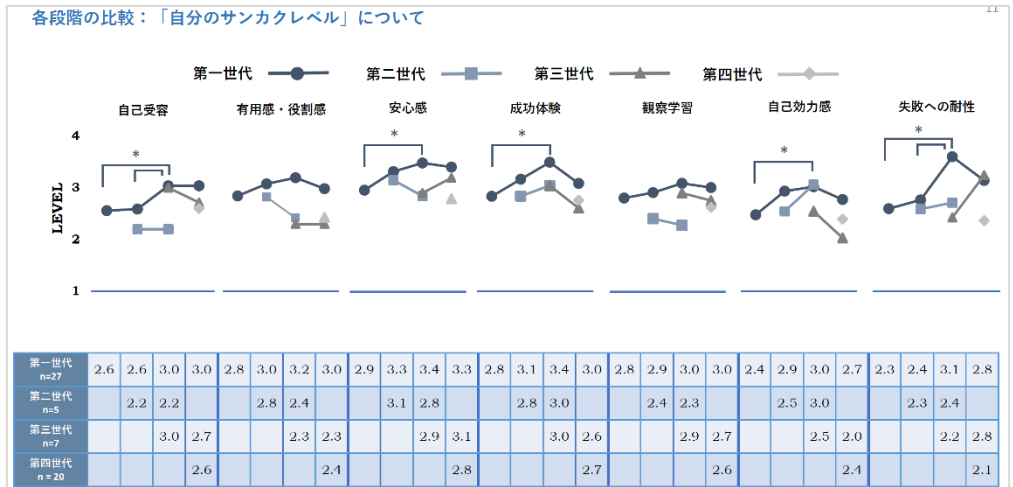 11
各段階の比較：「自分のサンカクレベル」について
第一世代 第二世代 第三世代 第四世代
自己受容 有用感・役割感 安心感 成功体験 観察学習 自己効力感 失敗への耐性
LEVEL
4
3
2
1
* * * * *
第一世代 n=27 2.6 2.6 3.0 3.0 2.8 3.0 3.2 3.0 2.9 3.3 3.4 3.3 2.8 3.1 3.4 3.0 2.8 2.9 3.0 3.0 2.4 2.9 3.0 2.7 2.3 2.4 3.1 2.8
第二世代 n=5 2.2 2.2 2.8 2.4 3.1 2.8 2.8 3.0 2.4 2.3 2.5 3.0 2.3 2.4
第三世代 n=7 3.0 2.7 2.3 2.3 2.9 3.1 3.0 2.6 2.9 2.7 2.5 2.0 2.2 2.8
第四世代 n = 20 2.6 2.4 2.8 2.7 2.6 2.4 2.1